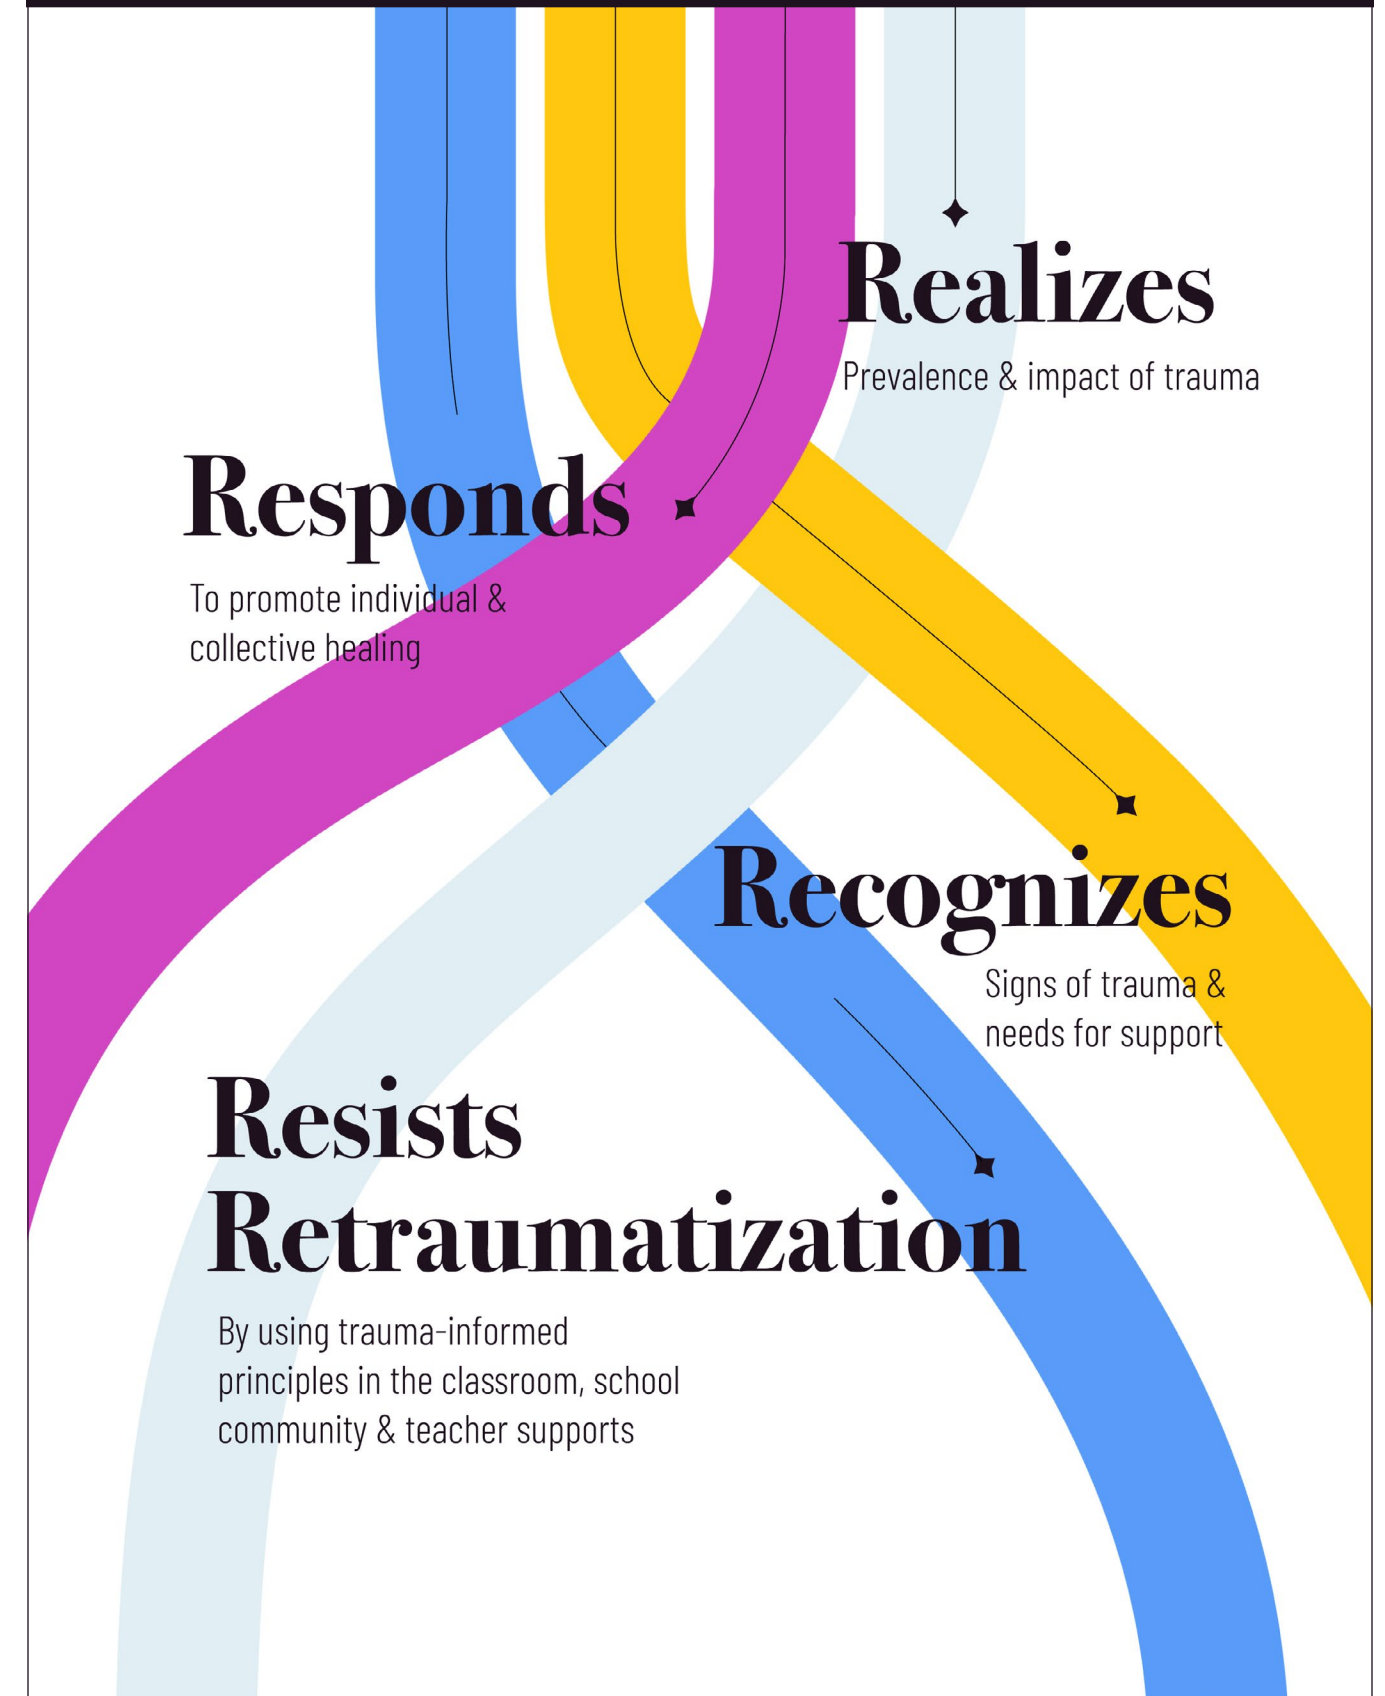 Realizes
Prevalence & impact of trauma
Responds
To promote individual &
collective healing
Recognizes
Signs of trauma &
needs for support
Resists
Retraumatization
By using trauma-informed
principles in the classroom, school
community & teacher supports